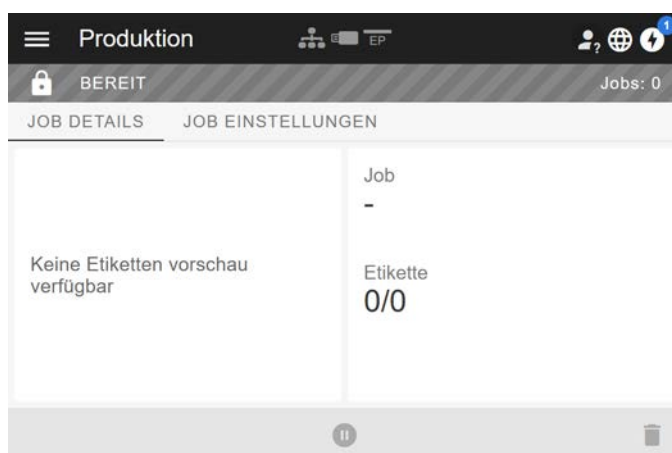 Produktion
EP
?
1
BEREIT
Jobs: 0
JOB DETAILS
JOB EINSTELLUNGEN
Keine Etiketten vorschau
verfügbar
Job
-
Etikette
0/0